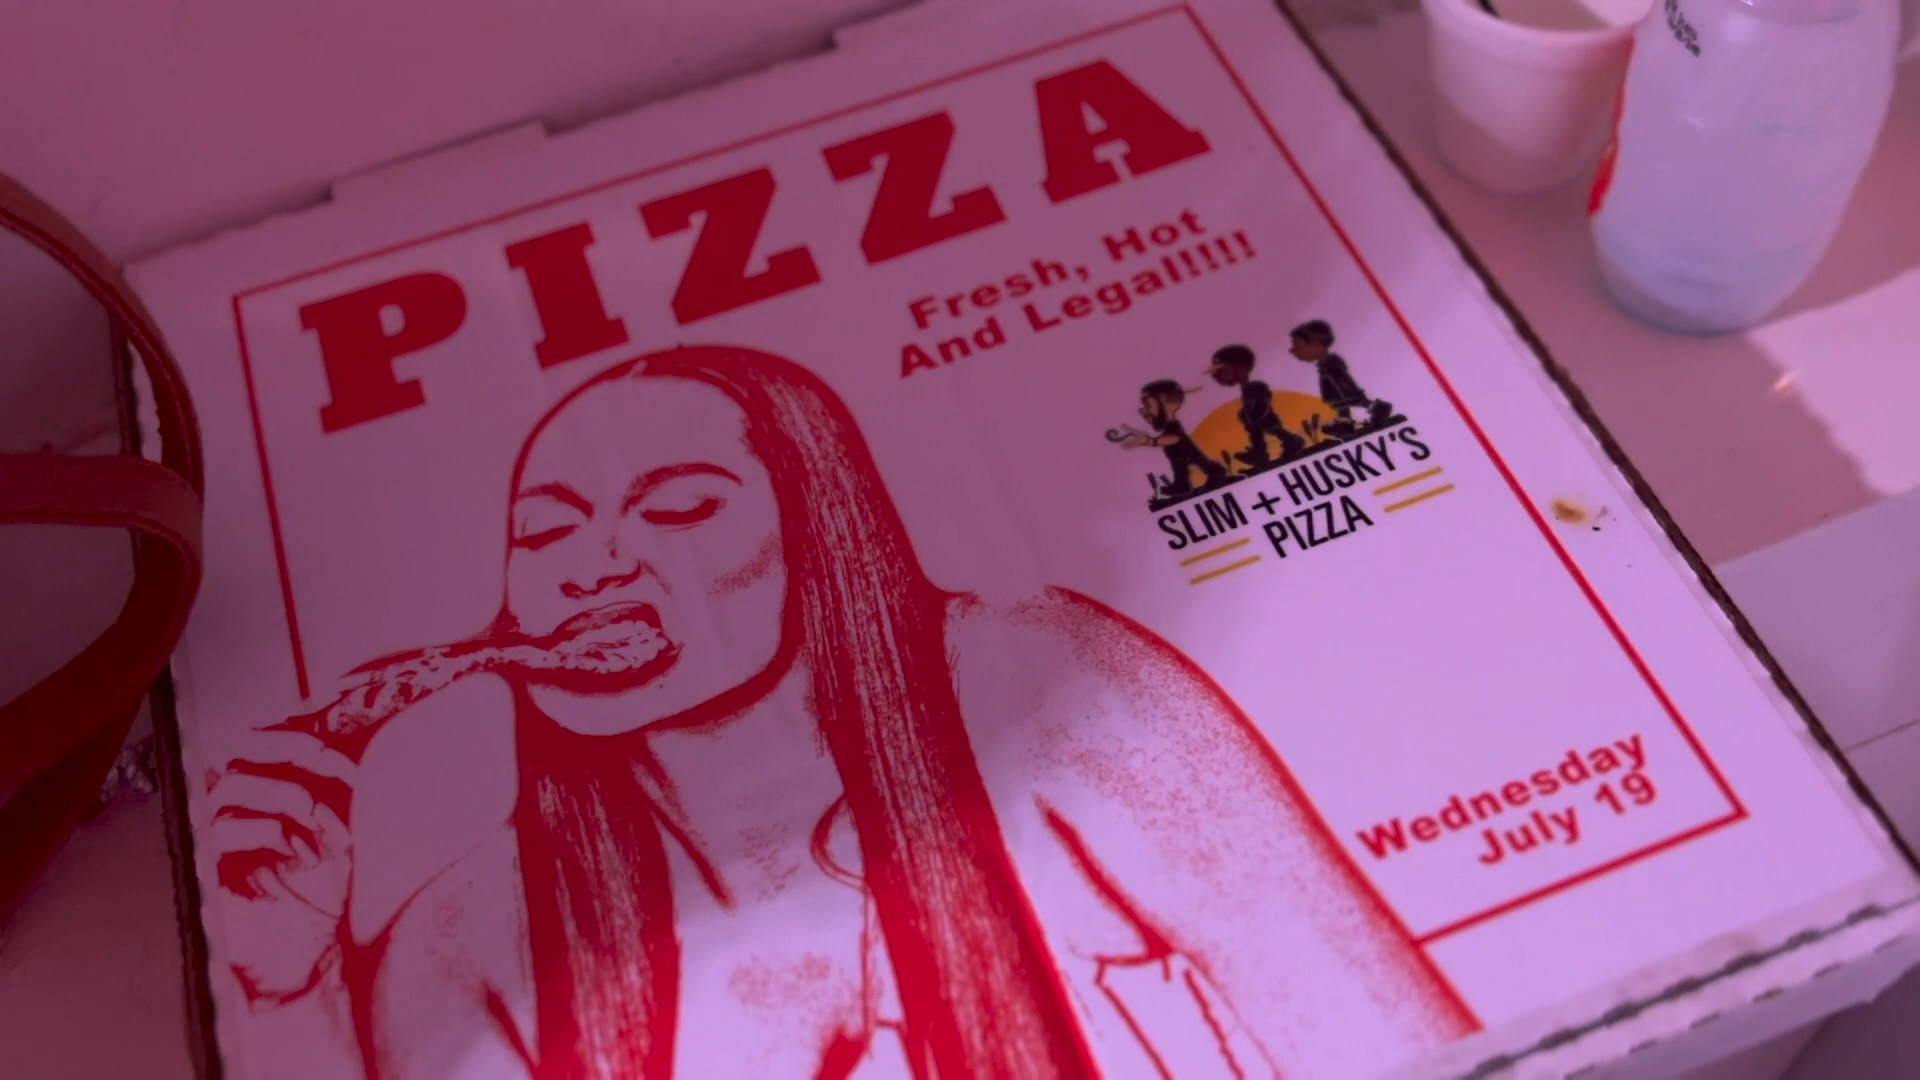 PIZZA
Fresh, Hot
And Legal!!!!
SLIM + HUSKY'S
PIZZA
Wednesday
July 19